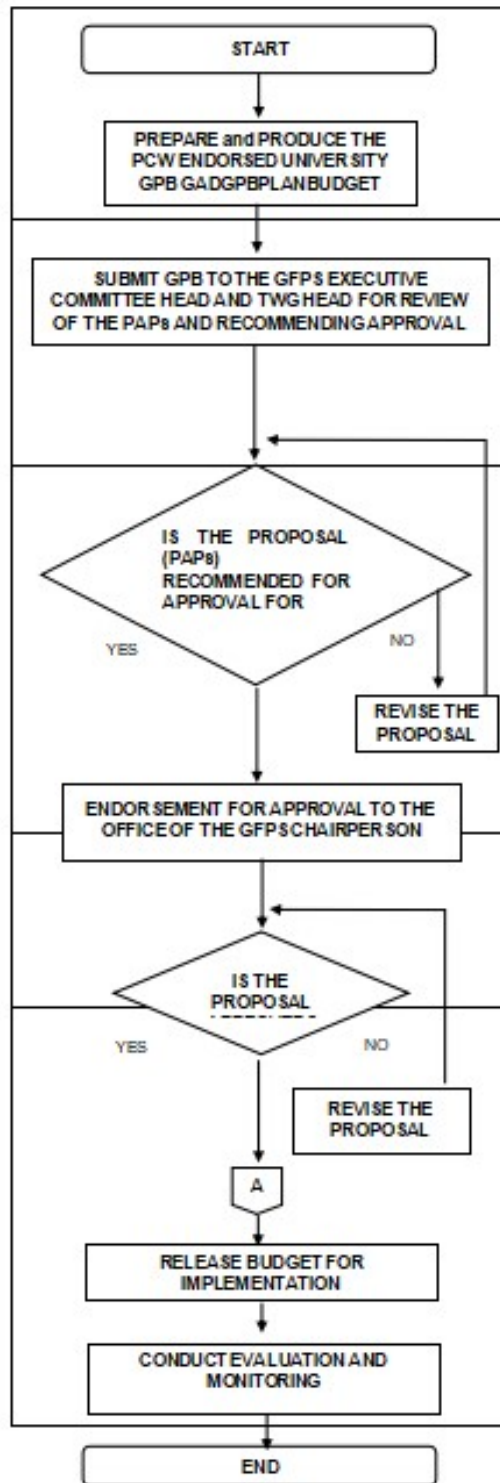 START
PREPARE and PRODUCE THE
PCW ENDORSED UNIVERSITY
GPB GADGPBPLANBUDGET
SUBMIT GPB TO THE GFPS EXECUTIVE
COMMITTEE HEAD AND TWG HEAD FOR REVIEW
OF THE PAPs AND RECOMMENDING APPROVAL
IS THE PROPOSAL
(PAPs)
RECOMMENDED FOR
APPROVAL FOR
YES
NO
REVISE THE
PROPOSAL
ENDORSEMENT FOR APPROVAL TO THE
OFFICE OF THE GFPS CHAIRPERSON
IS THE
PROPOSAL
YES
NO
REVISE THE
PROPOSAL
A
RELEASE BUDGET FOR
IMPLEMENTATION
CONDUCT EVALUATION AND
MONITORING
END